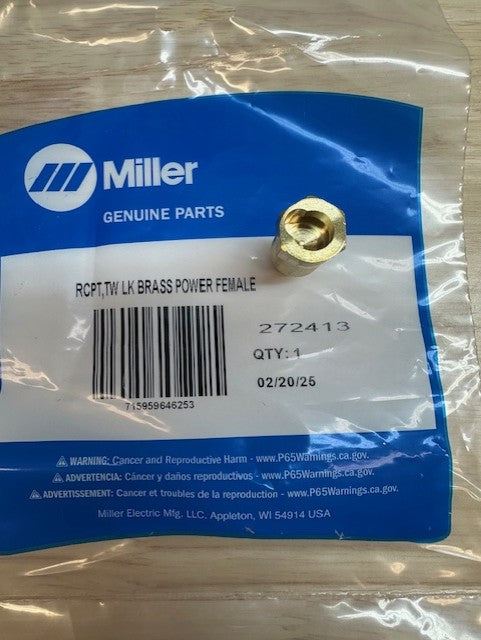 Miller
GENUINE PARTS
RCPT,TW LK BRASS POWER FEMALE
272413
QTY: 1
02/20/25
715959646253
WARNING: Cancer and Reproductive Harm - www.P65Warnings.ca.gov.
ADVERTENCIA: Cáncer y daños reproductivos - www.P65Warnings.ca.gov.
AVERTISSEMENT: Cancer et troubles de la reproduction - www.P65Warnings.ca.gov.
Miller Electric Mfg. LLC. Appleton, WI 54914 USA